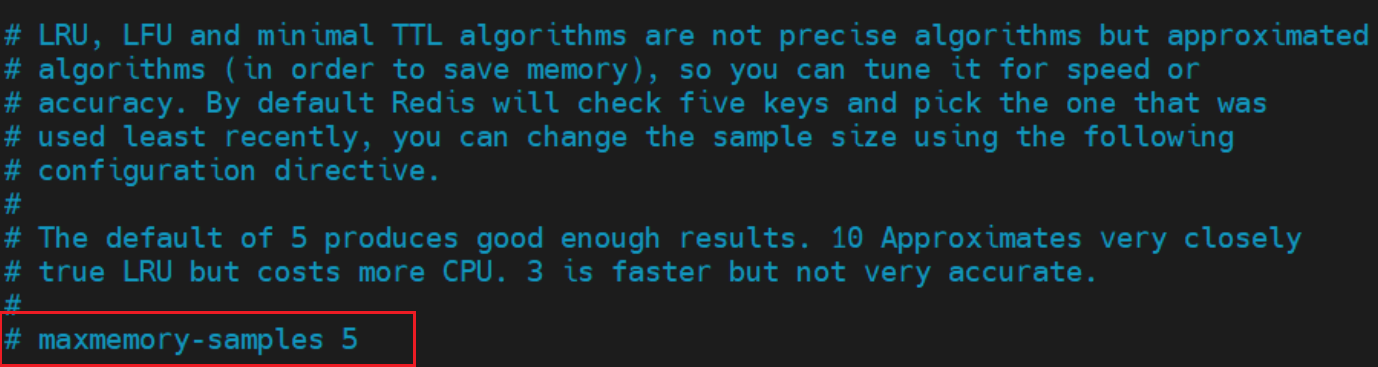 # LRU, LFU and minimal TTL algorithms are not precise algorithms but approximated
# algorithms (in order to save memory), so you can tune it for speed or
# accuracy. By default Redis will check five keys and pick the one that was
# used least recently, you can change the sample size using the following
# configuration directive.
#
# The default of 5 produces good enough results. 10 Approximates very closely
# true LRU but costs more CPU. 3 is faster but not very accurate.
#
# maxmemory-samples 5